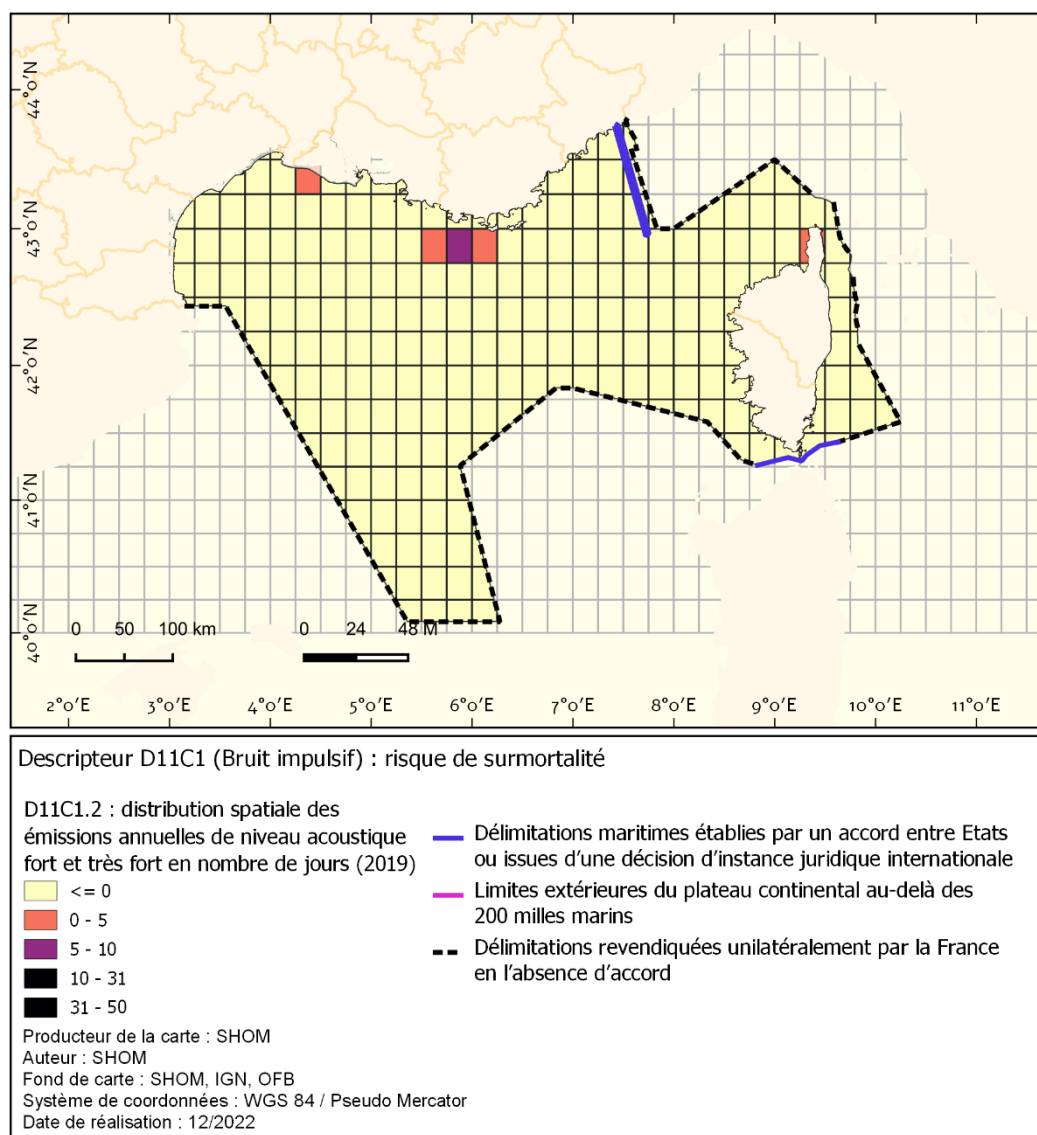 44°0′N
43°0′N
42°0′N
41°0′N
40°0′N
0 50 100 km
0 24 48 M
2°0′E 3°0′E 4°0′E 5°0′E 6°0′E 7°0′E 8°0′E 9°0′E 10°0′E 11°0′E
Descripteur D11C1 (Bruit impulsif) : risque de surmortalité
D11C1.2 : distribution spatiale des
émissions annuelles de niveau acoustique
fort et très fort en nombre de jours (2019)
<= 0
0 - 5
5 - 10
10 - 31
31 - 50
Délimitations maritimes établies par un accord entre Etats
ou issues d'une décision d'instance juridique internationale
Limites extérieures du plateau continental au-delà des
200 milles marins
Délimitations revendiquées unilatéralement par la France
en l'absence d'accord
Producteur de la carte : SHOM
Auteur : SHOM
Fond de carte : SHOM, IGN, OFB
Système de coordonnées : WGS 84 / Pseudo Mercator
Date de réalisation : 12/2022